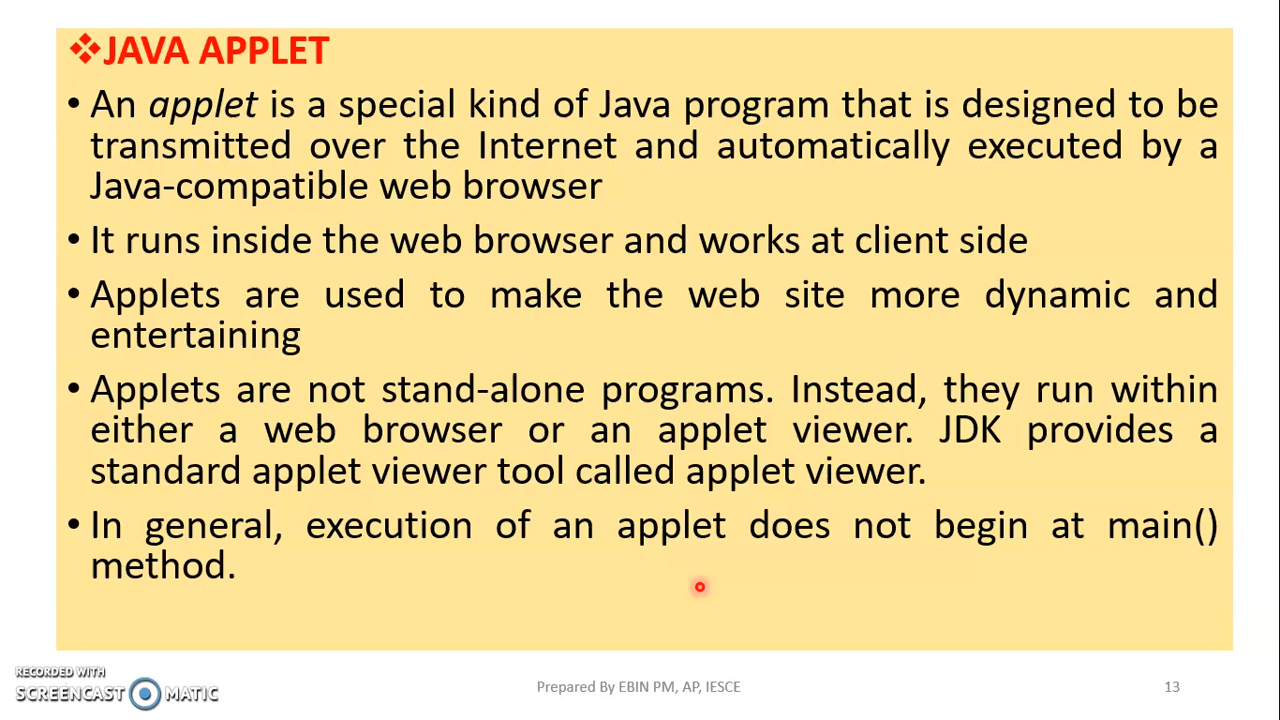 ❖JAVA APPLET
• An applet is a special kind of Java program that is designed to be
transmitted over the Internet and automatically executed by a
Java-compatible web browser
• It runs inside the web browser and works at client side
• Applets are used to make the web site more dynamic and
entertaining
• Applets are not stand-alone programs. Instead, they run within
either a web browser or an applet viewer. JDK provides a
standard applet viewer tool called applet viewer.
• In general, execution of an applet does not begin at main()
method.
RECORDED WITH
SCREENCAST MATIC
Prepared By EBIN PM, AP, IESCE
13